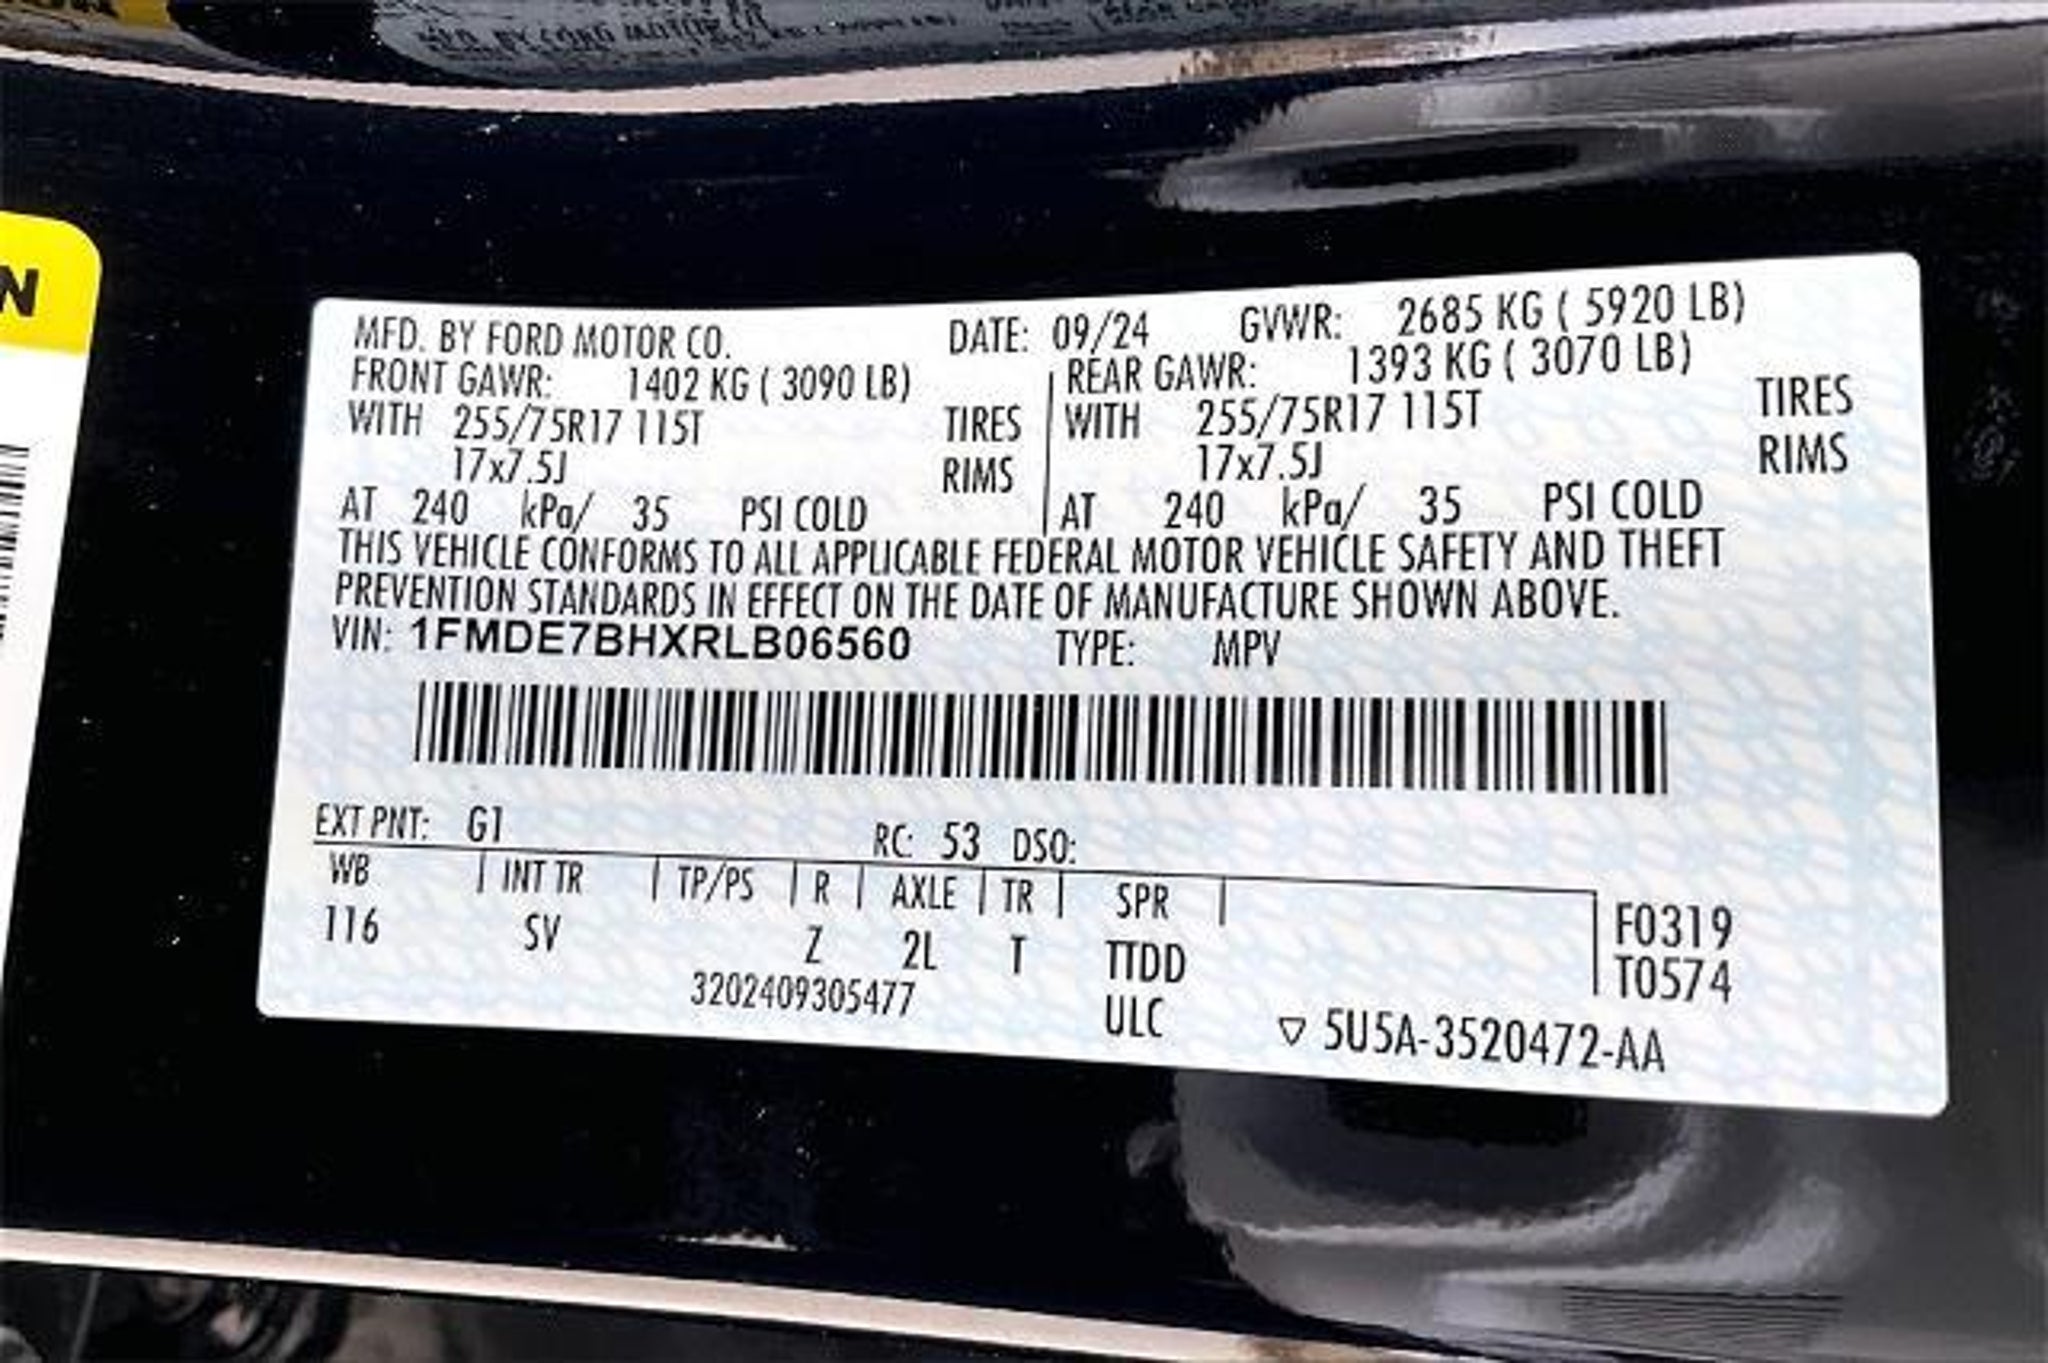 MFD. BY FORD MOTOR CO.
N
MFD. BY FORD MOTOR CO. DATE: 09/24 GVWR: 2685 KG ( 5920 LB)
FRONT GAWR: 1402 KG ( 3090 LB) REAR GAWR: 1393 KG ( 3070 LB)
WITH 255/75R17 115T TIRES WITH 255/75R17 115T TIRES
17x7.5J RIMS 17x7.5J RIMS
AT 240 kPa/ 35 PSI COLD AT 240 kPa/ 35 PSI COLD
THIS VEHICLE CONFORMS TO ALL APPLICABLE FEDERAL MOTOR VEHICLE SAFETY AND THEFT
PREVENTION STANDARDS IN EFFECT ON THE DATE OF MANUFACTURE SHOWN ABOVE.
VIN: 1FMDE7BHXRLB06560 TYPE: MPV
EXT PNT: G1 RC: 53 DSO:
WB INT TR TP/PS R AXLE TR SPR F0319
116 SV Z 2L T TTDD T0574
3202409305477 ULC ▽ 5U5A-3520472-AA